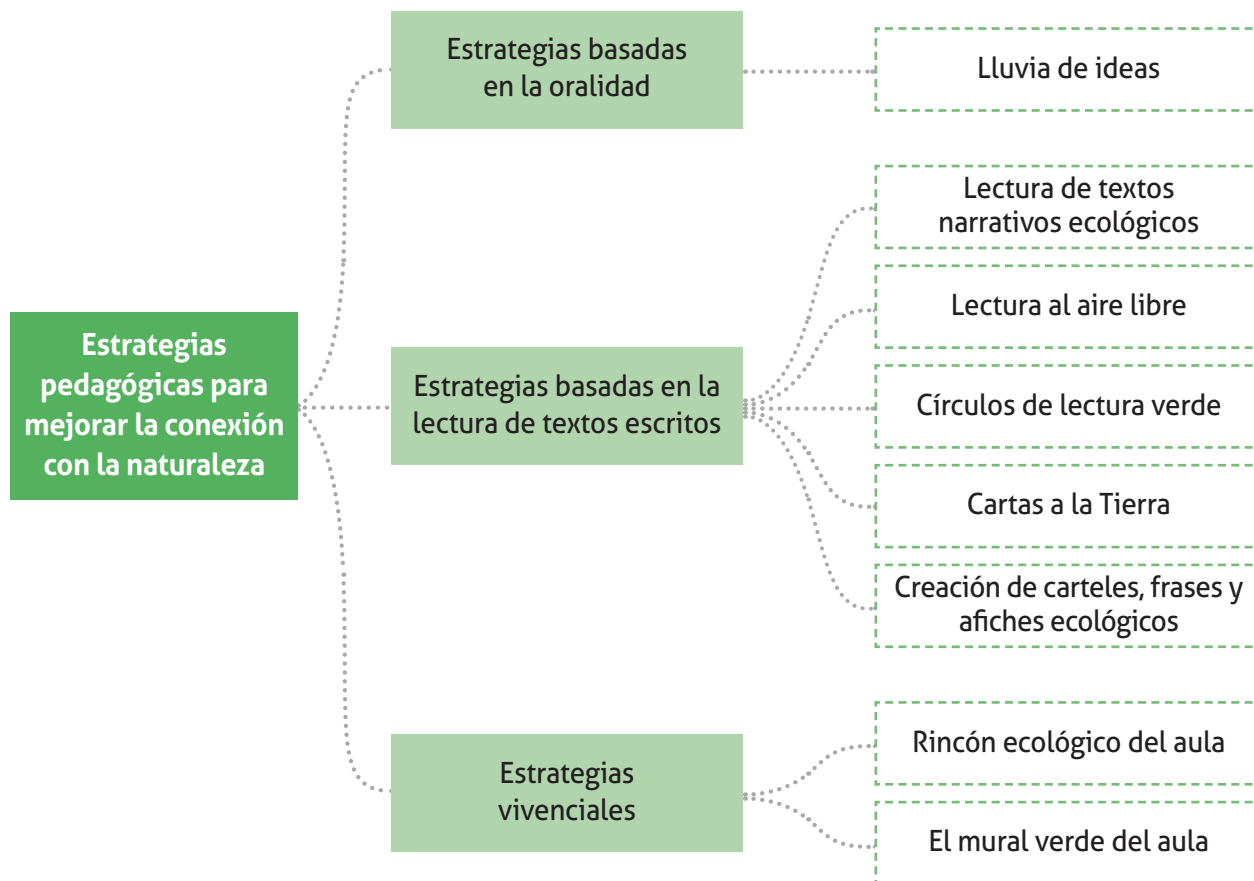 Estrategias
pedagógicas para
mejorar la conexión
con la naturaleza
Estrategias basadas
en la oralidad
Lluvia de ideas
Estrategias basadas en la
lectura de textos escritos
Lectura de textos
narrativos ecológicos
Lectura al aire libre
Círculos de lectura verde
Cartas a la Tierra
Creación de carteles, frases y
afiches ecológicos
Estrategias
vivenciales
Rincón ecológico del aula
El mural verde del aula